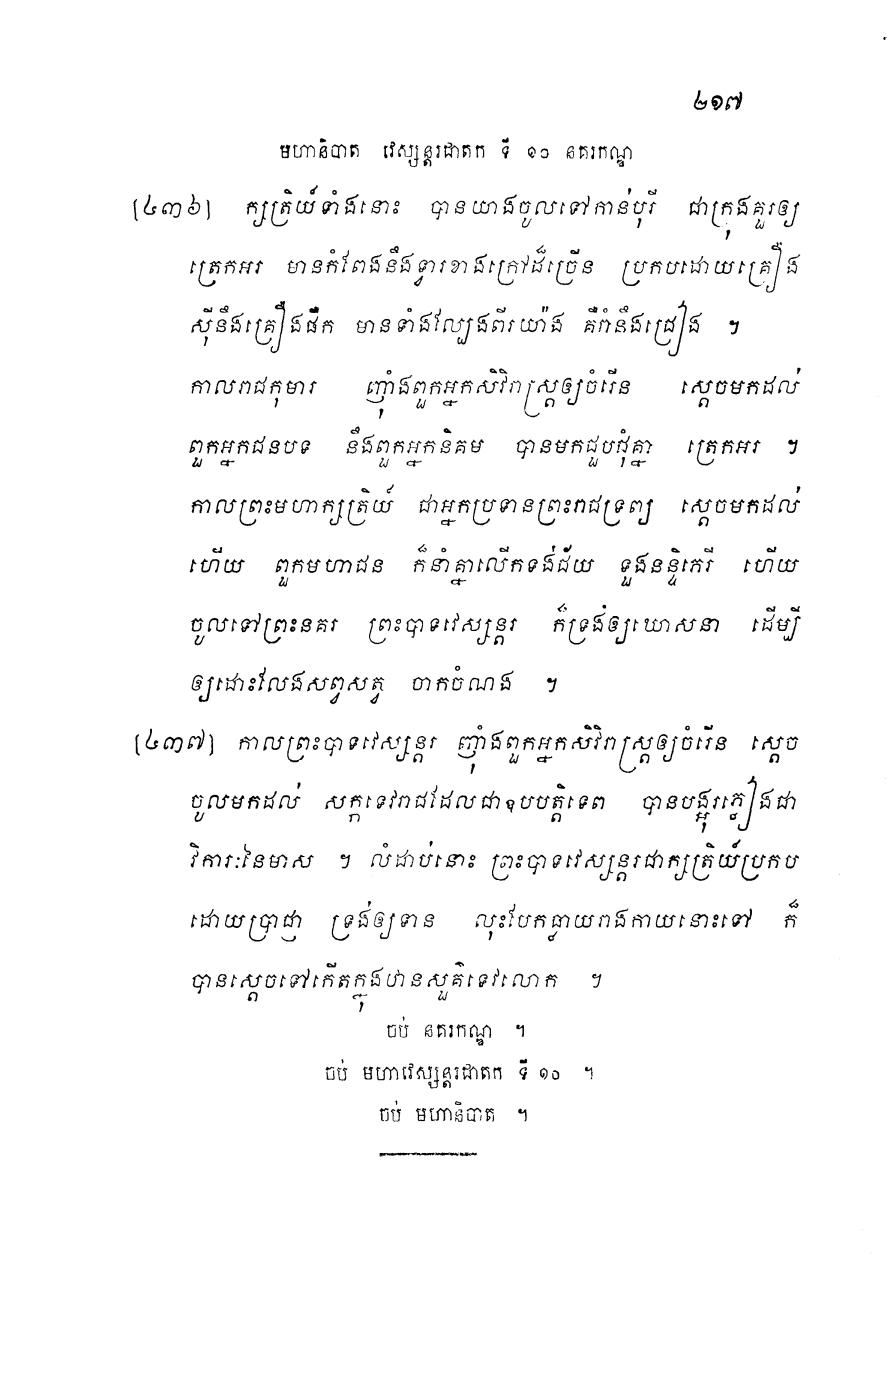 ២១៧
មហានិបាត វេស្សន្តរជាតក ទី ១០ នគរកណ្ឌ
[៤៣៦] ក្សត្រិយ៍ទាំងនោះ បានយាងចូលទៅកាន់បុរី ជាក្រុងគួរឲ្យ
ត្រេកអរ មានកំពែងនឹងទ្វារខាងក្រៅដ៏ច្រើន ប្រកបដោយគ្រឿង
ស៊ីនឹងគ្រឿងផឹក មានទាំងល្បែងពីរយ៉ាង គឺរាំនឹងច្រៀង ។
កាលរាជកុមារ ញ៉ាំងពួកអ្នកសិវិរាស្ត្រឲ្យចំរើន ស្តេចមកដល់
ពួកអ្នកជនបទ នឹងពួកអ្នកនិគម បានមកជួបជុំគ្នា ត្រេកអរ ។
កាលព្រះមហាក្សត្រិយ៍ ជាអ្នកប្រទានព្រះរាជទ្រព្យ ស្តេចមកដល់
ហើយ ពួកមហាជន ក៏នាំគ្នាលើកទង់ជ័យ ទួងនន្ទិភេរី ហើយ
ចូលទៅព្រះនគរ ព្រះបាទវេស្សន្តរ ក៏ទ្រង់ឲ្យឃោសនា ដើម្បី
ឲ្យដោះលែងសព្វសត្វ ចាកចំណង ។
[៤៣៧] កាលព្រះបាទវេស្សន្តរ ញ៉ាំងពួកអ្នកសិវិរាស្ត្រឲ្យចំរើន ស្តេច
ចូលមកដល់ សក្កទេវរាជដែលជាឧបបត្តិទេព បានបង្អុរភ្លៀងជា
វិការៈនៃមាស ។ លំដាប់នោះ ព្រះបាទវេស្សន្តរជាក្សត្រិយ៍ប្រកប
ដោយប្រាជ្ញា ទ្រង់ឲ្យទាន លុះបែកធ្លាយរាងកាយនោះទៅ ក៏
បានស្តេចទៅកើតក្នុងឋានសួគ៌ទេវលោក ។
ចប់ នគរកណ្ឌ ។
ចប់ មហាវេស្សន្តរជាតក ទី ១០ ។
ចប់ មហានិបាត ។